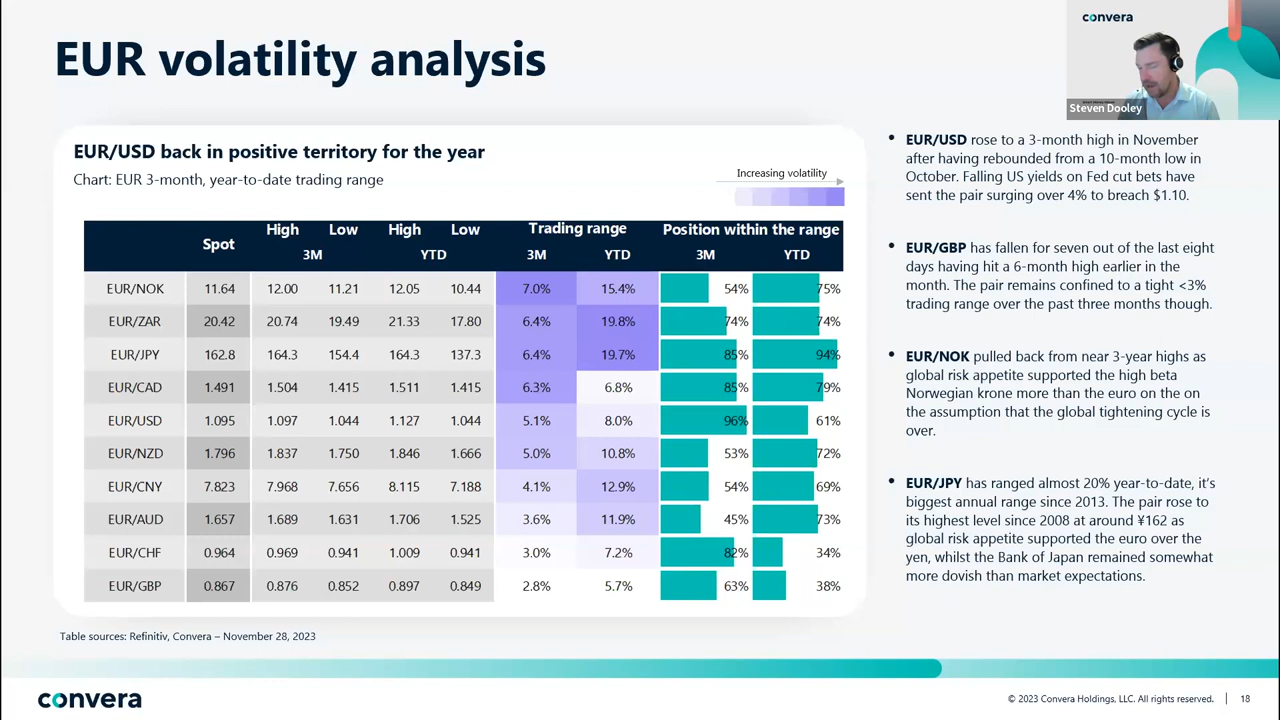 EUR volatility analysis
convera
Steven Dooley
EUR/USD back in positive territory for the year
Chart: EUR 3-month, year-to-date trading range
Increasing volatility
Spot High Low High Low Trading range Position within the range
3M YTD 3M YTD 3M YTD
EUR/NOK 11.64 12.00 11.21 12.05 10.44 7.0% 15.4% 54% 75%
EUR/ZAR 20.42 20.74 19.49 21.33 17.80 6.4% 19.8% 74% 74%
EUR/JPY 162.8 164.3 154.4 164.3 137.3 6.4% 19.7% 85% 94%
EUR/CAD 1.491 1.504 1.415 1.511 1.415 6.3% 6.8% 85% 79%
EUR/USD 1.095 1.097 1.044 1.127 1.044 5.1% 8.0% 96% 61%
EUR/NZD 1.796 1.837 1.750 1.846 1.666 5.0% 10.8% 53% 72%
EUR/CNY 7.823 7.968 7.656 8.115 7.188 4.1% 12.9% 54% 69%
EUR/AUD 1.657 1.689 1.631 1.706 1.525 3.6% 11.9% 45% 73%
EUR/CHF 0.964 0.969 0.941 1.009 0.941 3.0% 7.2% 82% 34%
EUR/GBP 0.867 0.876 0.852 0.897 0.849 2.8% 5.7% 63% 38%
Table sources: Refinitiv, Convera – November 28, 2023
• EUR/USD rose to a 3-month high in November
after having rebounded from a 10-month low in
October. Falling US yields on Fed cut bets have
sent the pair surging over 4% to breach $1.10.
• EUR/GBP has fallen for seven out of the last eight
days having hit a 6-month high earlier in the
month. The pair remains confined to a tight <3%
trading range over the past three months though.
• EUR/NOK pulled back from near 3-year highs as
global risk appetite supported the high beta
Norwegian krone more than the euro on the on
the assumption that the global tightening cycle is
over.
• EUR/JPY has ranged almost 20% year-to-date, it's
biggest annual range since 2013. The pair rose to
its highest level since 2008 at around ¥162 as
global risk appetite supported the euro over the
yen, whilst the Bank of Japan remained somewhat
more dovish than market expectations.
convera
© 2023 Convera Holdings, LLC. All rights reserved. | 18